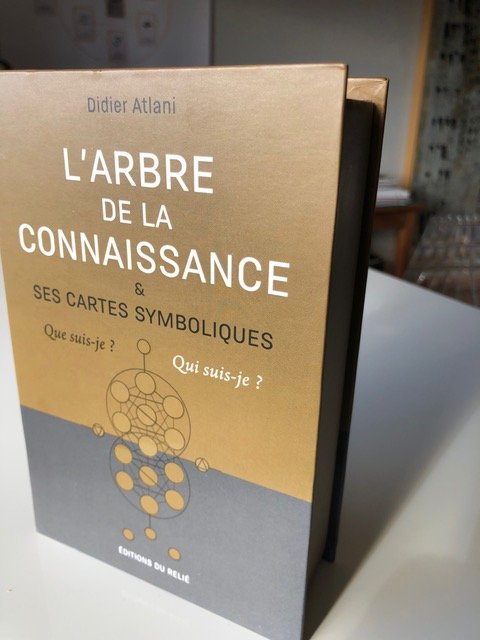 Didier Atlani
L'ARBRE
DE LA
CONNAISSANCE
&
SES CARTES SYMBOLIQUES
Que suis-je ?
Qui suis-je ?
ÉDITIONS DU RELIÉ